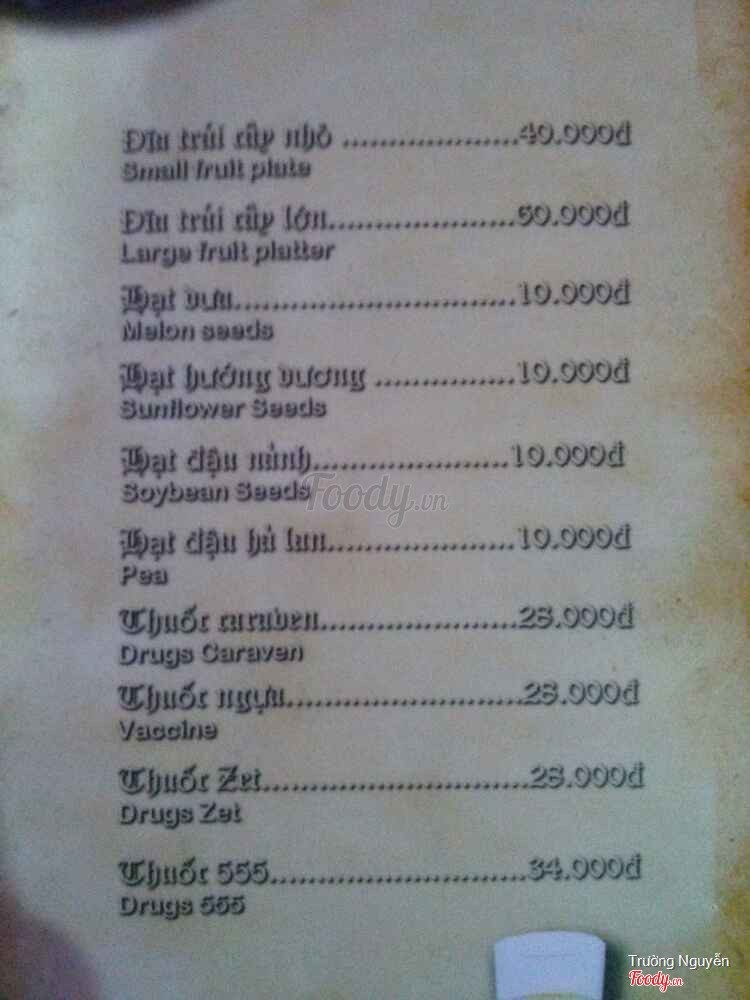 Đĩa trái cây nhỏ ...................40.000đ
Small fruit plate
Đĩa trái cây lớn....................60.000đ
Large fruit platter
Hạt dưa..............................10.000đ
Melon seeds
Hạt hướng dương ...............10.000đ
Sunflower Seeds
Hạt đậu nành.....................10.000đ
Soybean Seeds
Hạt đậu hà lan....................10.000đ
Pea
Thuốc caraven.....................28.000đ
Drugs Caraven
Thuốc ngựa.........................28.000đ
Vaccine
Thuốc Zet............................28.000đ
Drugs Zet
Thuốc 555...........................34.000đ
Drugs 555
Foody.vn
Trường Nguyễn
Foody.vn